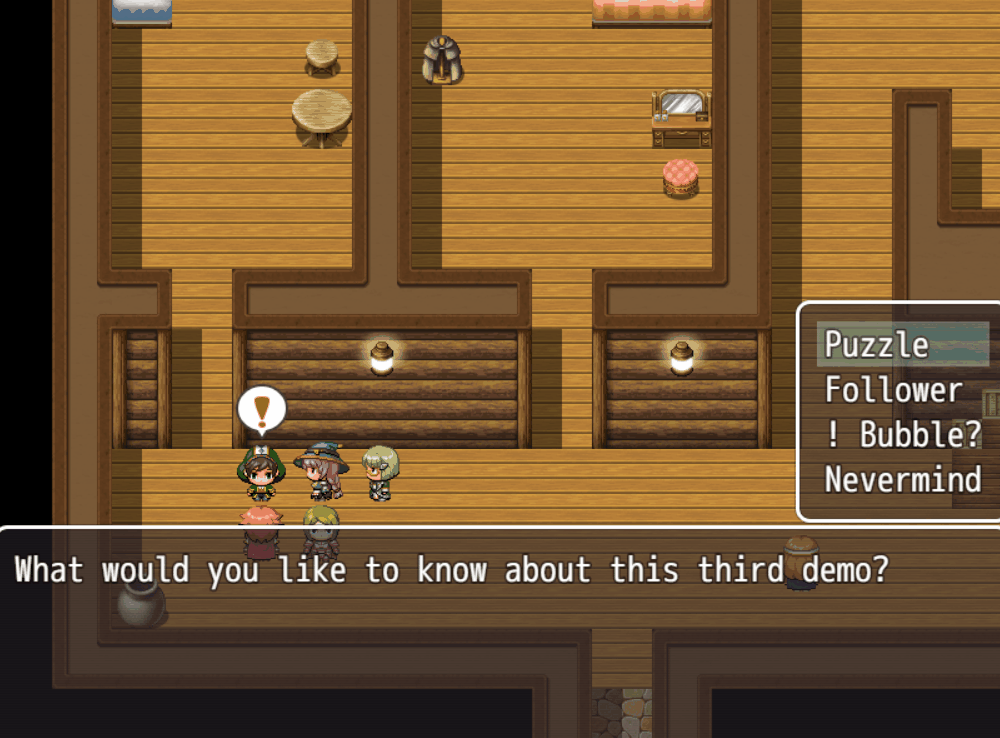 Puzzle
Follower
! Bubble?
Nevermind
What would you like to know about this third demo?